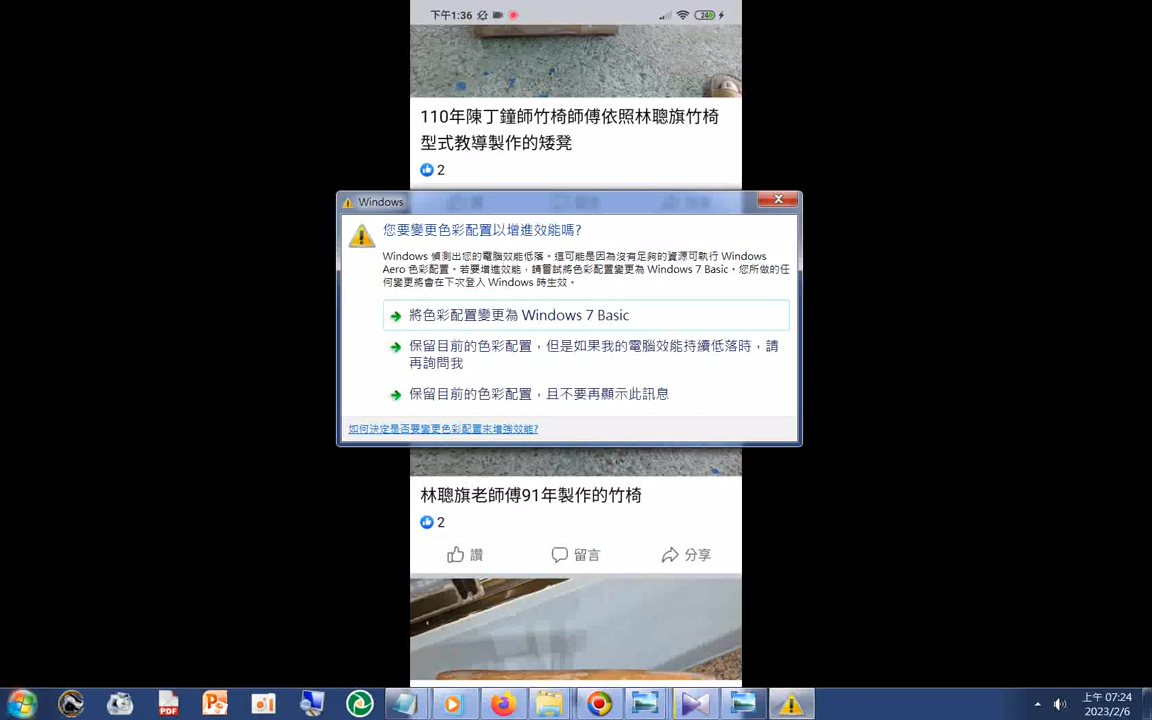 下午1:36
24
110年陳丁鐘師竹椅師傅依照林聰旗竹椅
型式教導製作的矮凳
2
Windows
您要變更色彩配置以增進效能嗎?
Windows 偵測出您的電腦效能低落。這可能是因為沒有足夠的資源可執行 Windows
Aero 色彩配置。若要增進效能，請嘗試將色彩配置變更為 Windows 7 Basic。您所做的任
何變更將會在下次登入 Windows 時生效。
將色彩配置變更為 Windows 7 Basic
保留目前的色彩配置，但是如果我的電腦效能持續低落時，請
再詢問我
保留目前的色彩配置，且不要再顯示此訊息
如何決定是否要變更色彩配置來增強效能?
林聰旗老師傅91年製作的竹椅
2
讚 留言 分享
PDF
上午 07:24
2023/2/6